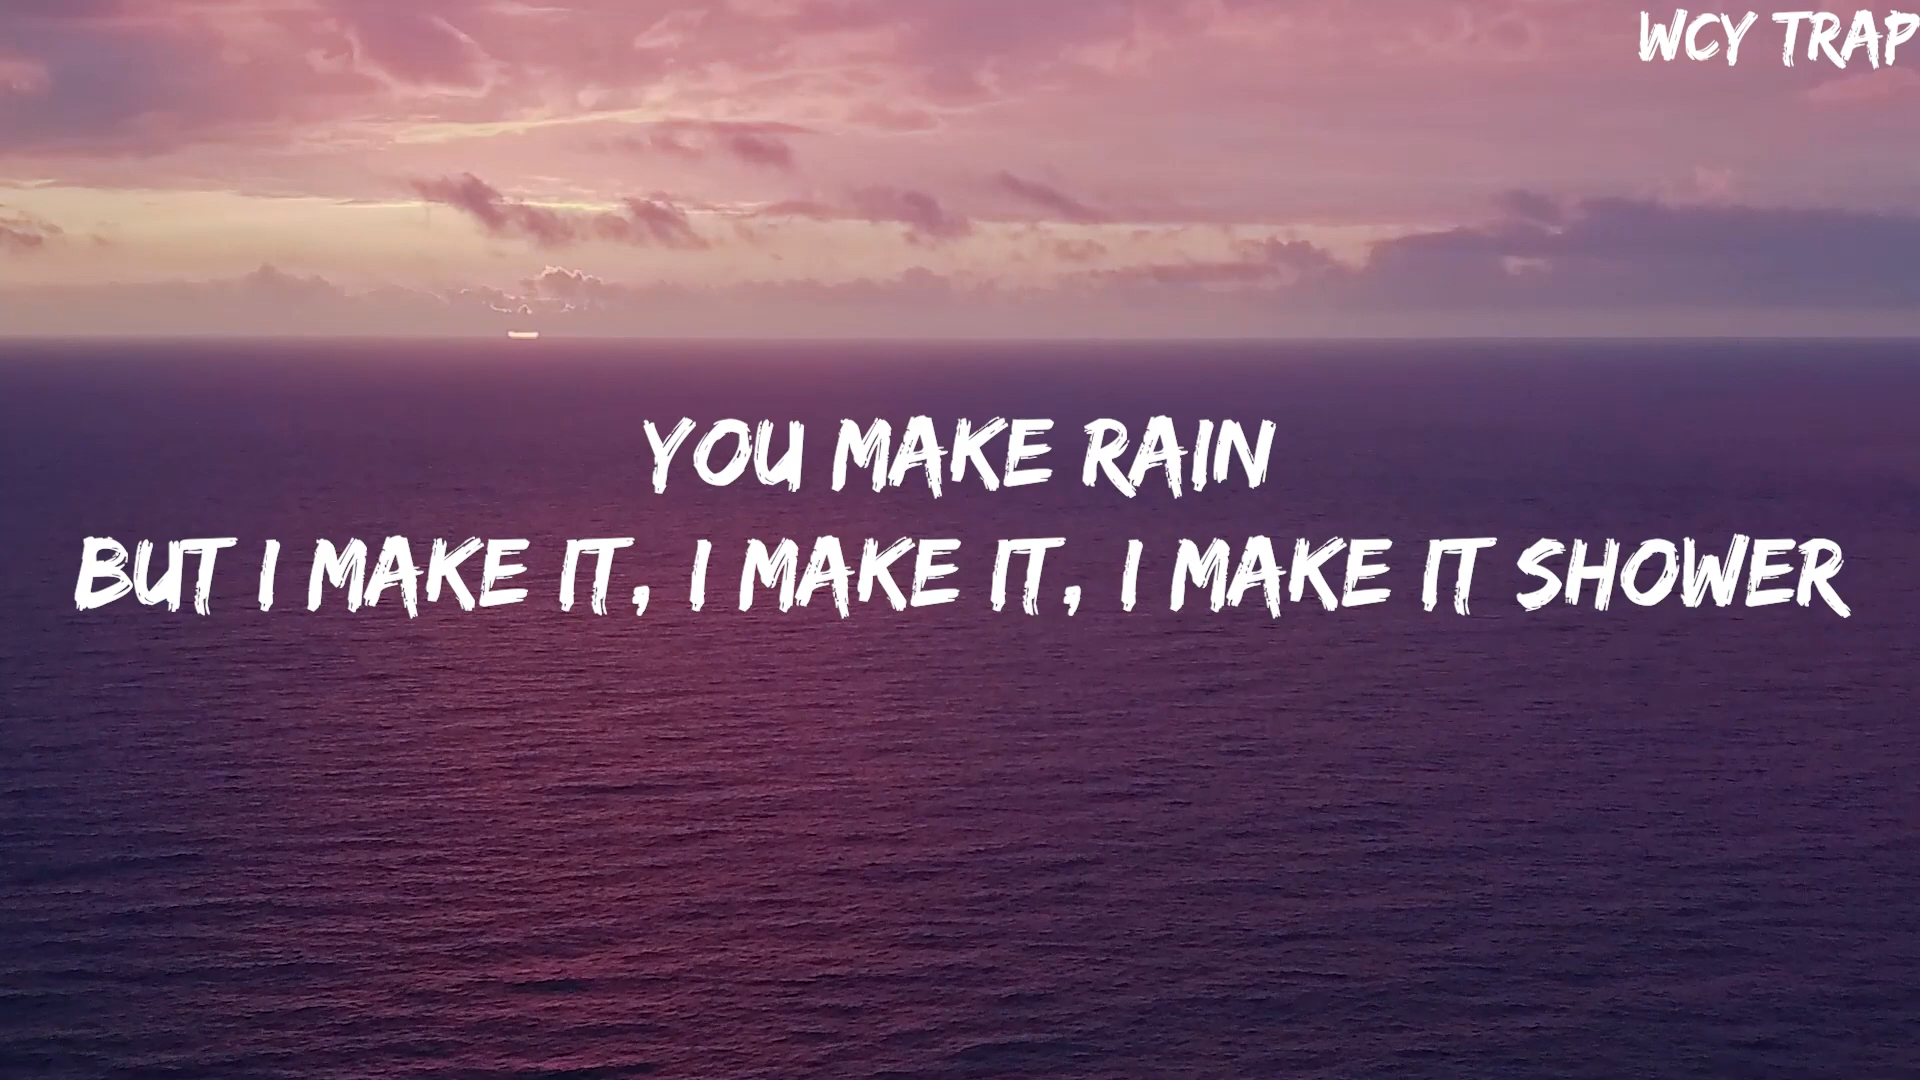 WCY TRAP
YOU MAKE RAIN
BUT I MAKE IT, I MAKE IT, I MAKE IT SHOWER